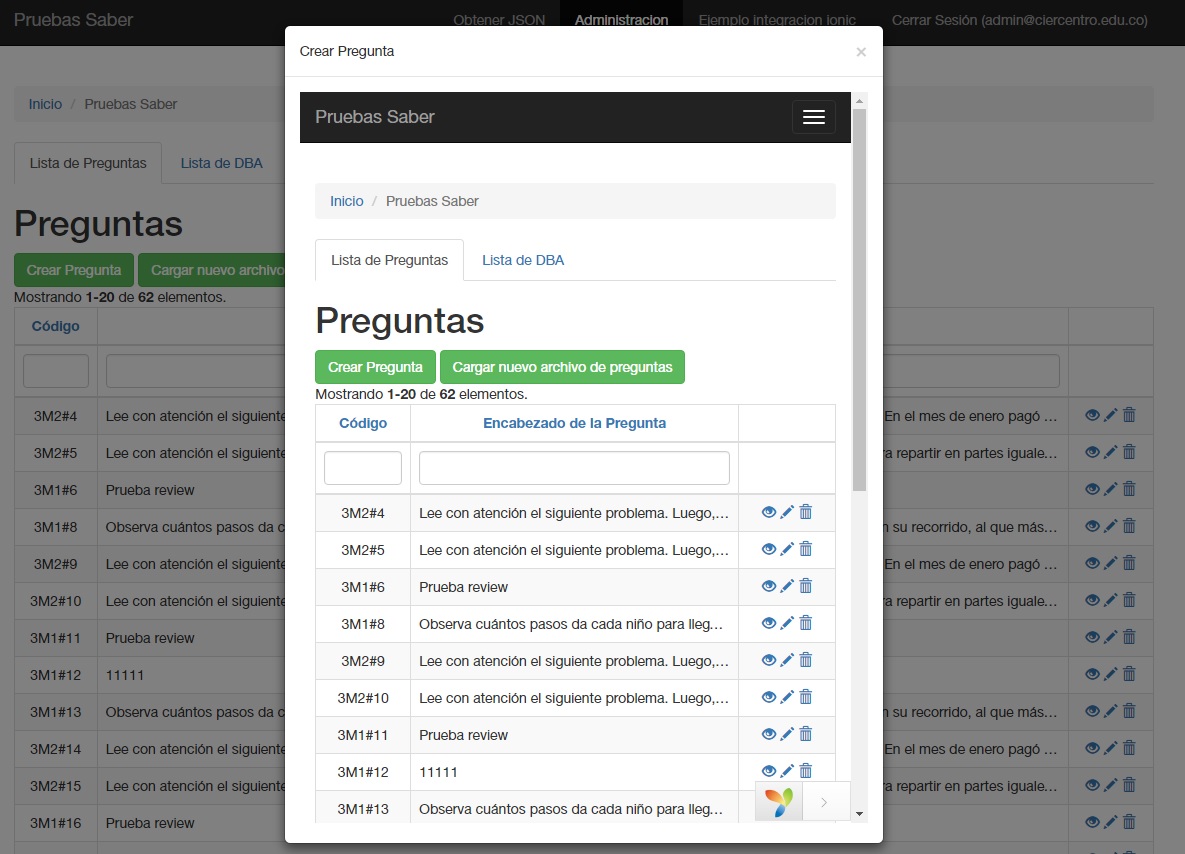 Pruebas Saber Obtener JSON Administracion Ejemplo integracion ionic Cerrar Sesión (admin@ciercentro.edu.co)
Inicio / Pruebas Saber
Lista de Preguntas Lista de DBA
Preguntas
Crear Pregunta Cargar nuevo archivo
Mostrando 1-20 de 62 elementos.
Código
3M2#4 Lee con atención el siguiente En el mes de enero pagó ...
3M2#5 Lee con atención el siguiente a repartir en partes iguale...
3M1#6 Prueba review
3M1#8 Observa cuántos pasos da c n su recorrido, al que más...
3M2#9 Lee con atención el siguiente En el mes de enero pagó ...
3M2#10 Lee con atención el siguiente a repartir en partes iguale...
3M1#11 Prueba review
3M1#12 11111
3M1#13 Observa cuántos pasos da c n su recorrido, al que más...
3M2#14 Lee con atención el siguiente En el mes de enero pagó ...
3M2#15 Lee con atención el siguiente a repartir en partes iguale...
3M1#16 Prueba review
Crear Pregunta ×
Pruebas Saber
Inicio / Pruebas Saber
Lista de Preguntas Lista de DBA
Preguntas
Crear Pregunta Cargar nuevo archivo de preguntas
Mostrando 1-20 de 62 elementos.
Código Encabezado de la Pregunta
3M2#4 Lee con atención el siguiente problema. Luego,...
3M2#5 Lee con atención el siguiente problema. Luego,...
3M1#6 Prueba review
3M1#8 Observa cuántos pasos da cada niño para lleg...
3M2#9 Lee con atención el siguiente problema. Luego,...
3M2#10 Lee con atención el siguiente problema. Luego,...
3M1#11 Prueba review
3M1#12 11111
3M1#13 Observa cuántos pasos da cada niño para lleg...